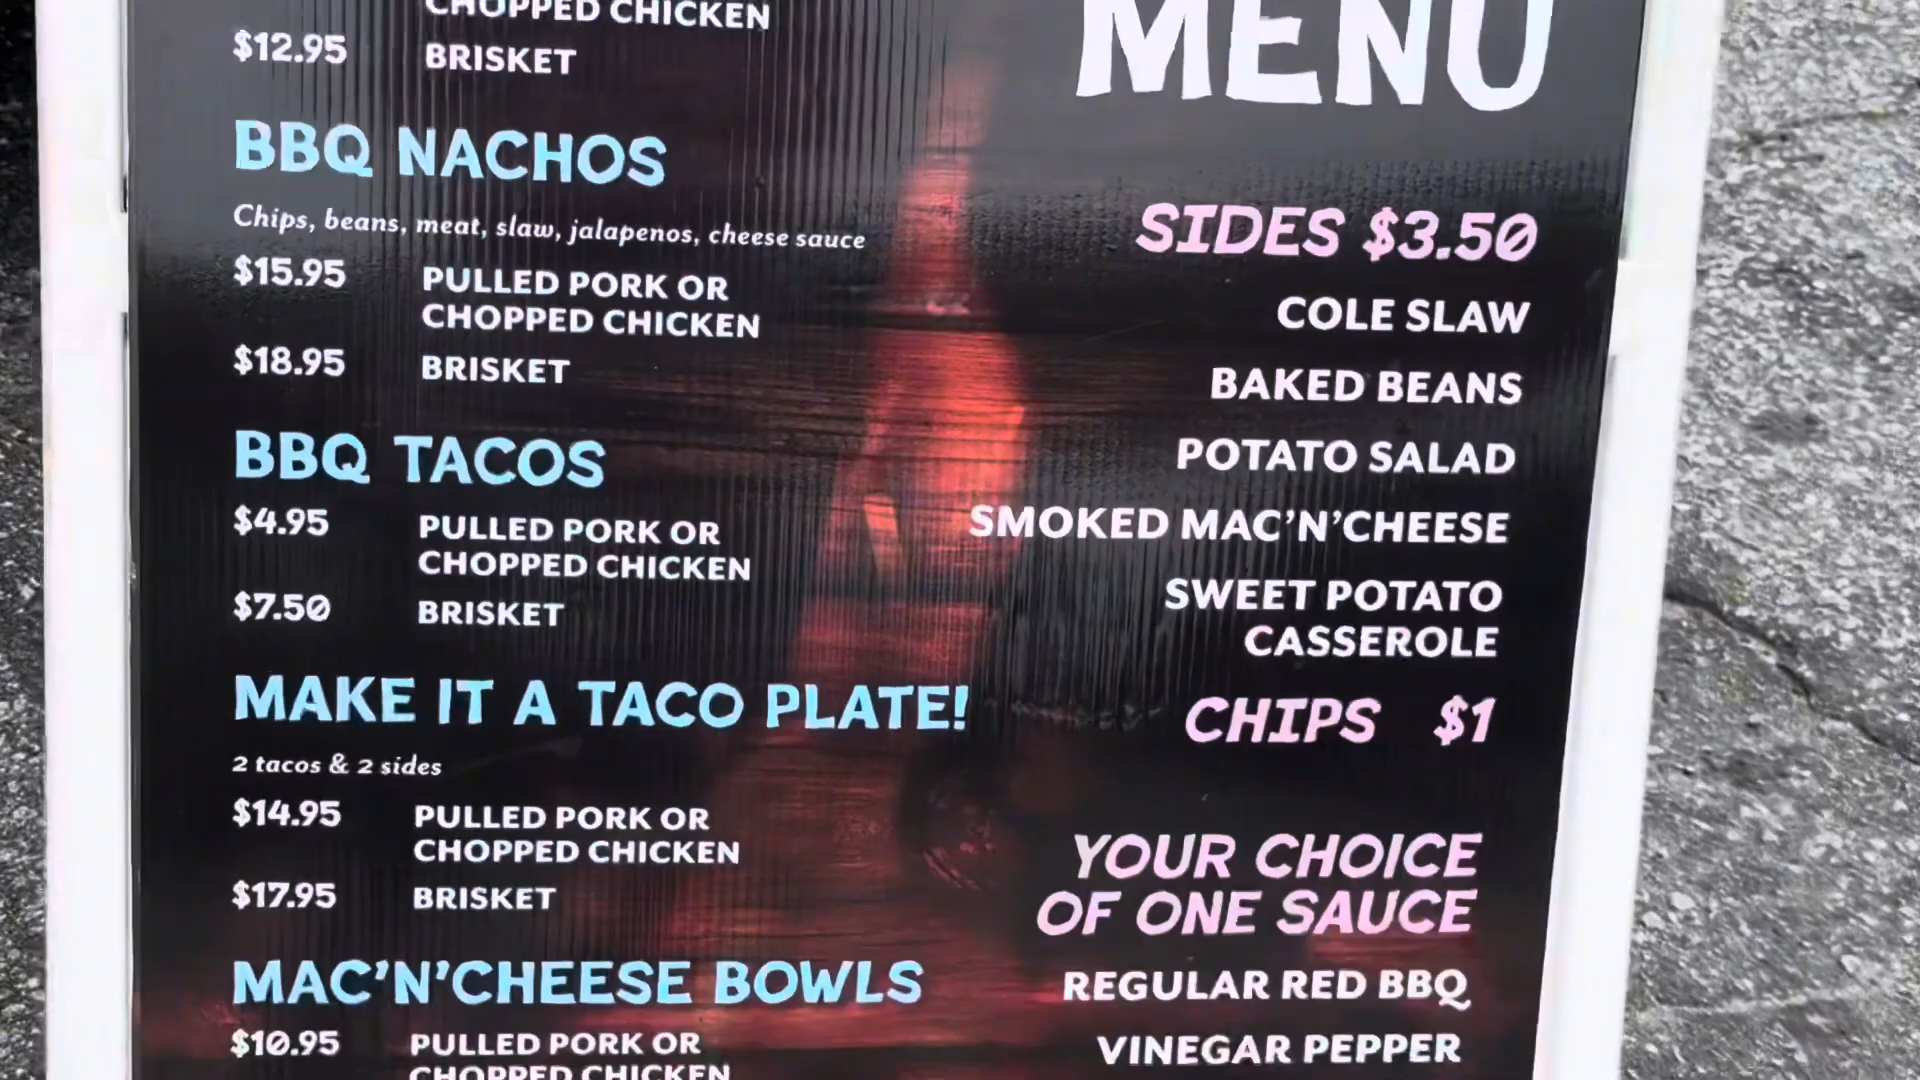 CHOPPED CHICKEN
$12.95 BRISKET
BBQ NACHOS
Chips, beans, meat, slaw, jalapenos, cheese sauce
$15.95 PULLED PORK OR
CHOPPED CHICKEN
$18.95 BRISKET
BBQ TACOS
$4.95 PULLED PORK OR
CHOPPED CHICKEN
$7.50 BRISKET
MAKE IT A TACO PLATE!
2 tacos & 2 sides
$14.95 PULLED PORK OR
CHOPPED CHICKEN
$17.95 BRISKET
MAC'N'CHEESE BOWLS
$10.95 PULLED PORK OR
CHOPPED CHICKEN
MENU
SIDES $3.50
COLE SLAW
BAKED BEANS
POTATO SALAD
SMOKED MAC'N'CHEESE
SWEET POTATO
CASSEROLE
CHIPS $1
YOUR CHOICE
OF ONE SAUCE
REGULAR RED BBQ
VINEGAR PEPPER